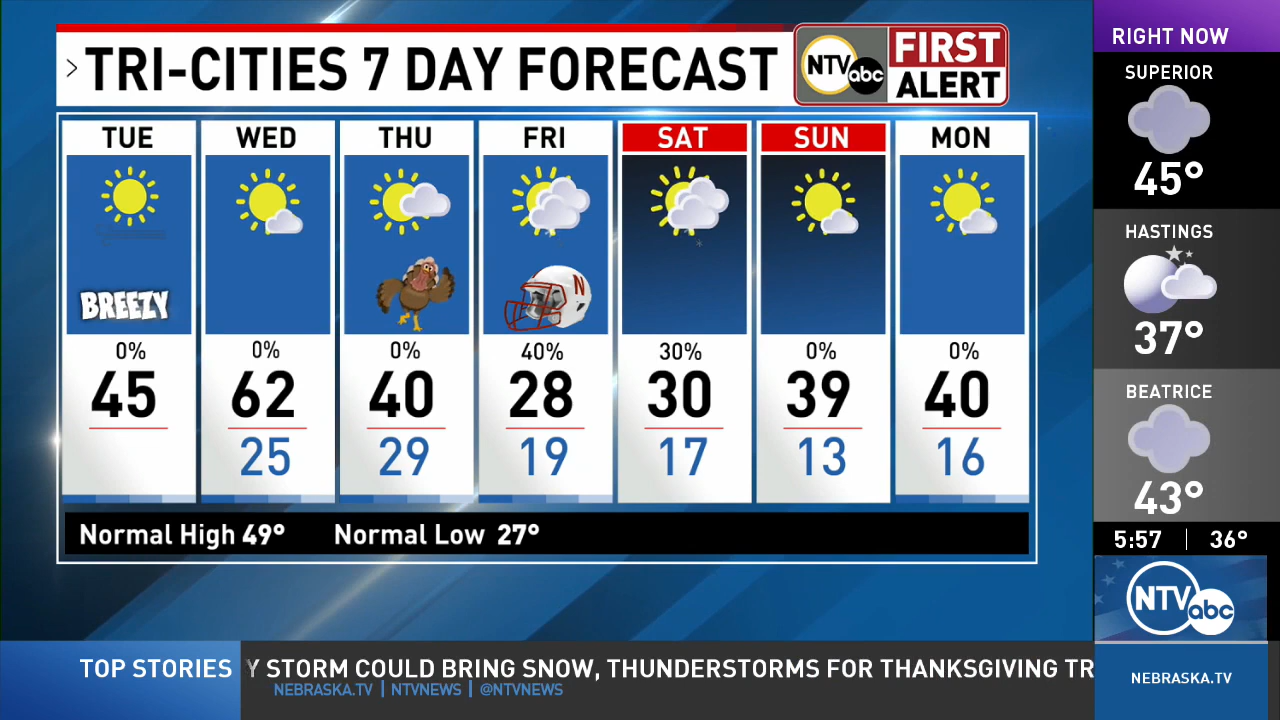 > TRI-CITIES 7 DAY FORECAST
NTV abc
FIRST
ALERT
TUE WED THU FRI SAT SUN MON
BREEZY
N
0% 0% 0% 40% 30% 0% 0%
45 62 40 28 30 39 40
25 29 19 17 13 16
Normal High 49° Normal Low 27°
RIGHT NOW
SUPERIOR
45°
HASTINGS
37°
BEATRICE
43°
5:57 | 36°
NTV abc
NEBRASKA.TV
TOP STORIES Y STORM COULD BRING SNOW, THUNDERSTORMS FOR THANKSGIVING TR
NEBRASKA.TV | NTVNEWS | @NTVNEWS